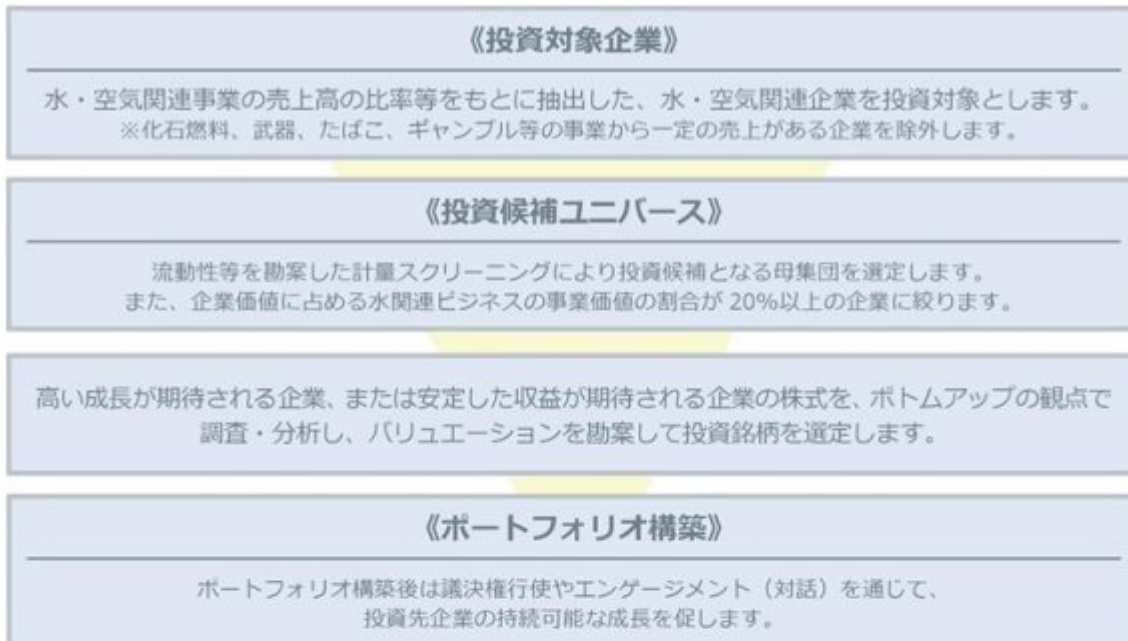 《投資対象企業》
水・空気関連事業の売上高の比率等をもとに抽出した、水・空気関連企業を投資対象とします。
※化石燃料、武器、たばこ、ギャンブル等の事業から一定の売上がある企業を除外します。
《投資候補ユニバース》
流動性等を勘案した計量スクリーニングにより投資候補となる母集団を選定します。
また、企業価値に占める水関連ビジネスの事業価値の割合が 20%以上の企業に絞ります。
高い成長が期待される企業、または安定した収益が期待される企業の株式を、ボトムアップの観点で
調査・分析し、バリュエーションを勘案して投資銘柄を選定します。
《ポートフォリオ構築》
ポートフォリオ構築後は議決権行使やエンゲージメント（対話）を通じて、
投資先企業の持続可能な成長を促します。